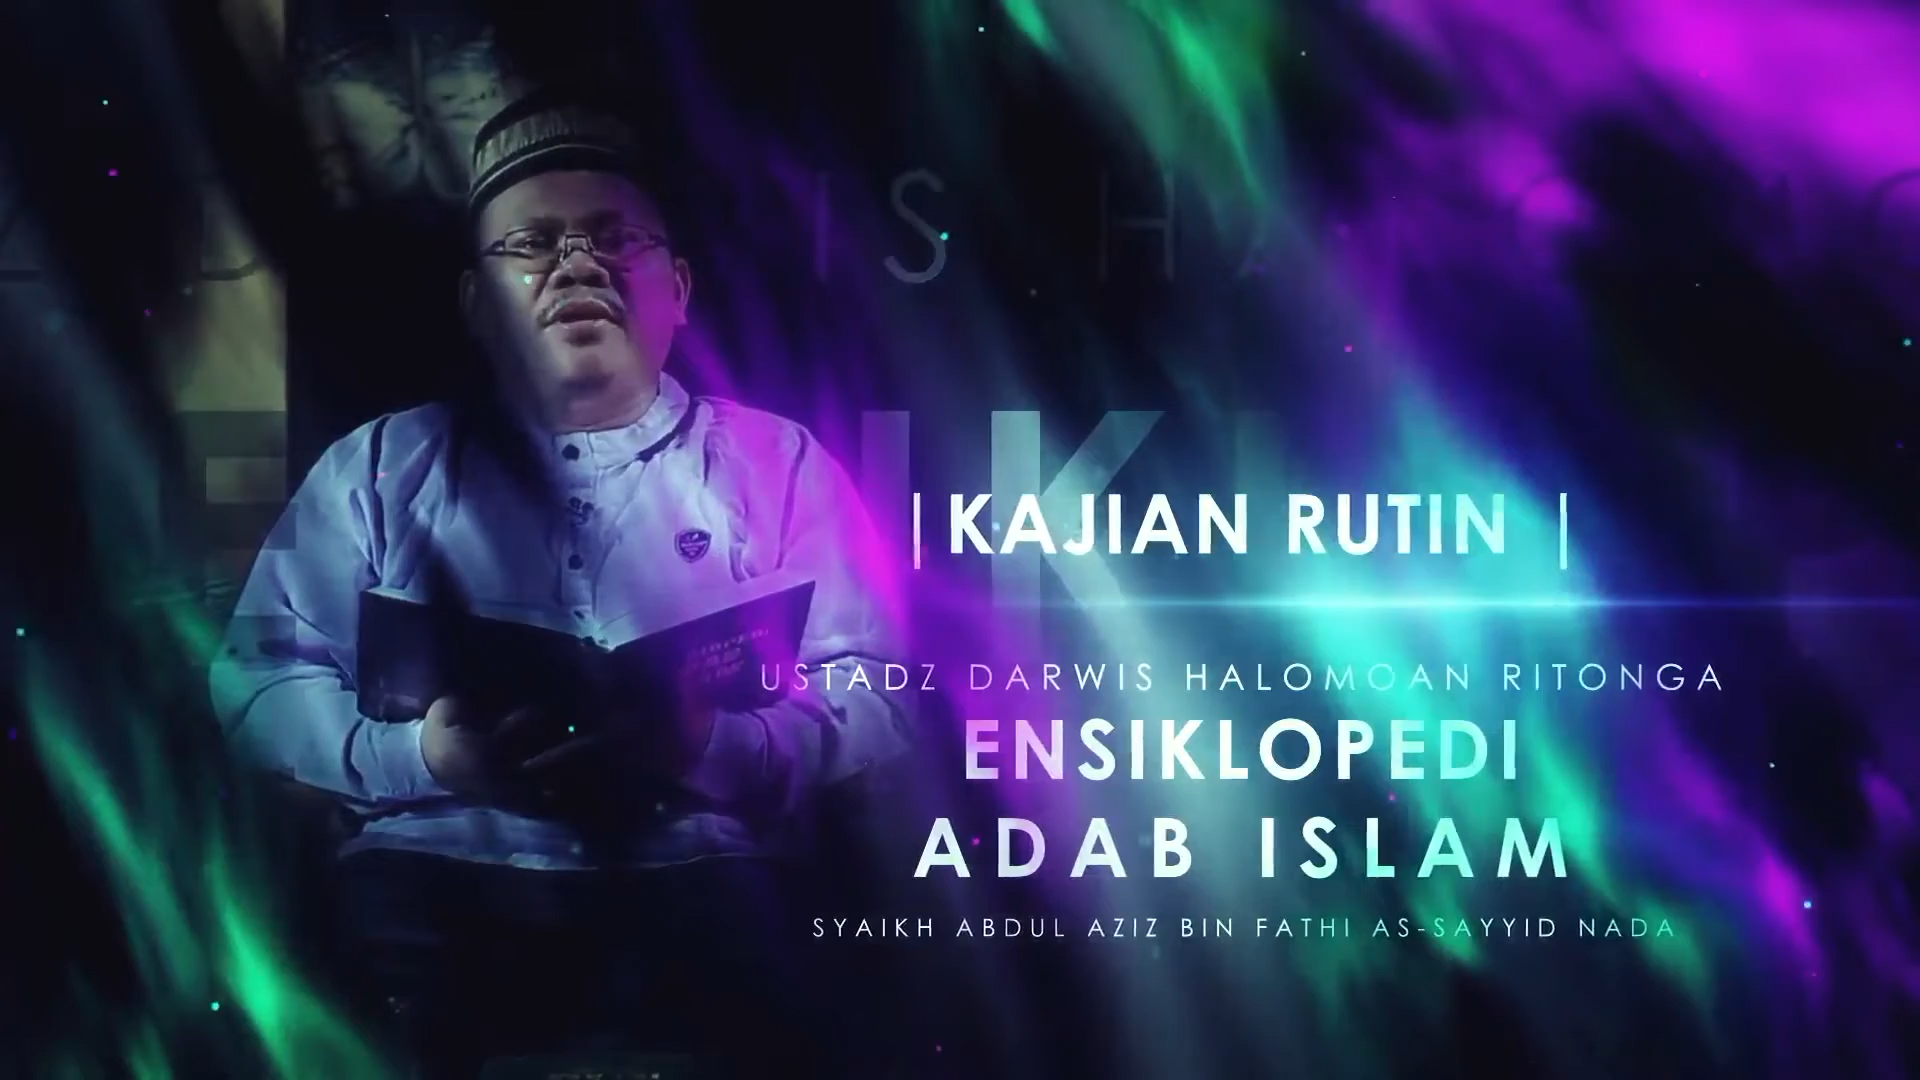 | KAJIAN RUTIN |
USTADZ DARWIS HALOMOAN RITONGA
ENSIKLOPEDI
ADAB ISLAM
SYAIKH ABDUL AZIZ BIN FATHI AS-SAYYID NADA